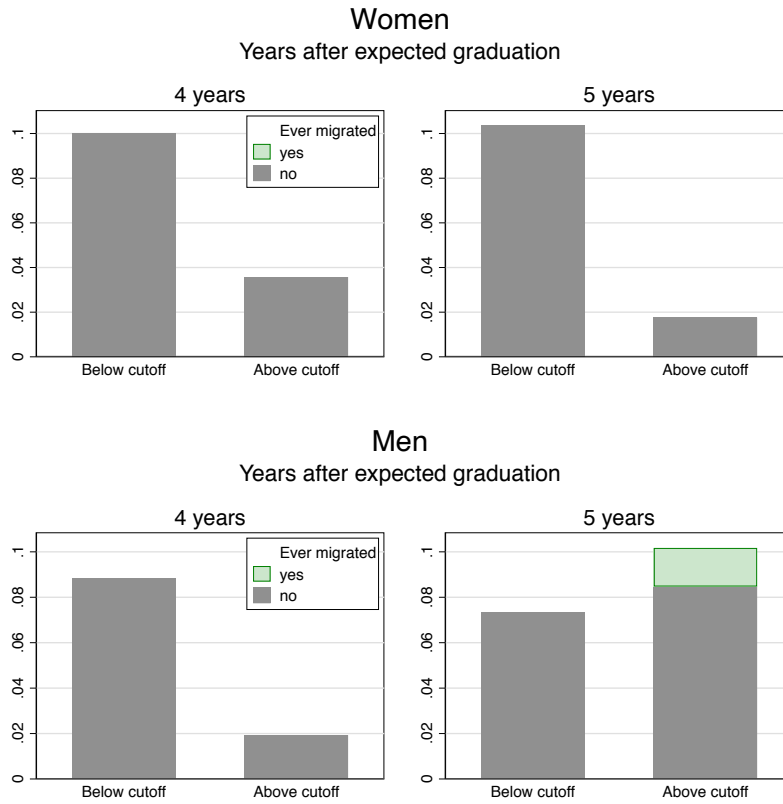 Women
Years after expected graduation
4 years
5 years
.1
.08
.06
.04
.02
0
Ever migrated
yes
no
Below cutoff
Above cutoff
.1
.08
.06
.04
.02
0
Below cutoff
Above cutoff
Men
Years after expected graduation
4 years
5 years
.1
.08
.06
.04
.02
0
Ever migrated
yes
no
Below cutoff
Above cutoff
.1
.08
.06
.04
.02
0
Below cutoff
Above cutoff